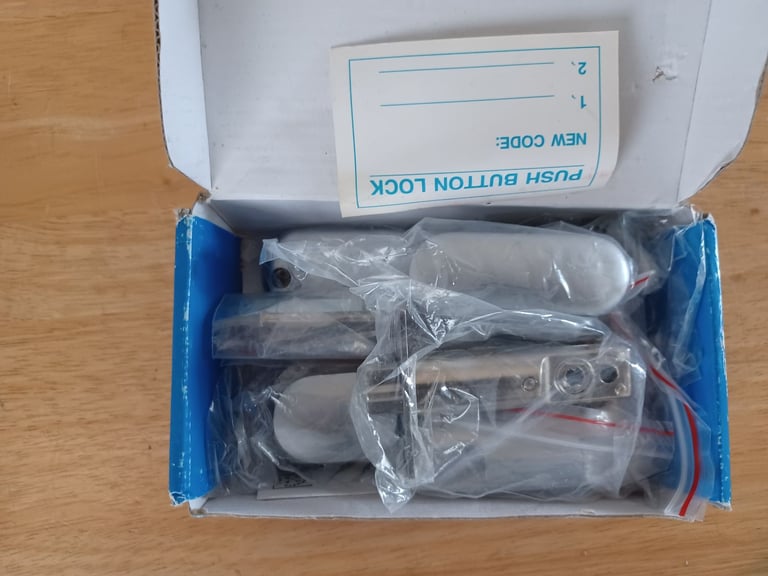 PUSH BUTTON LOCK
NEW CODE:
1、
2、